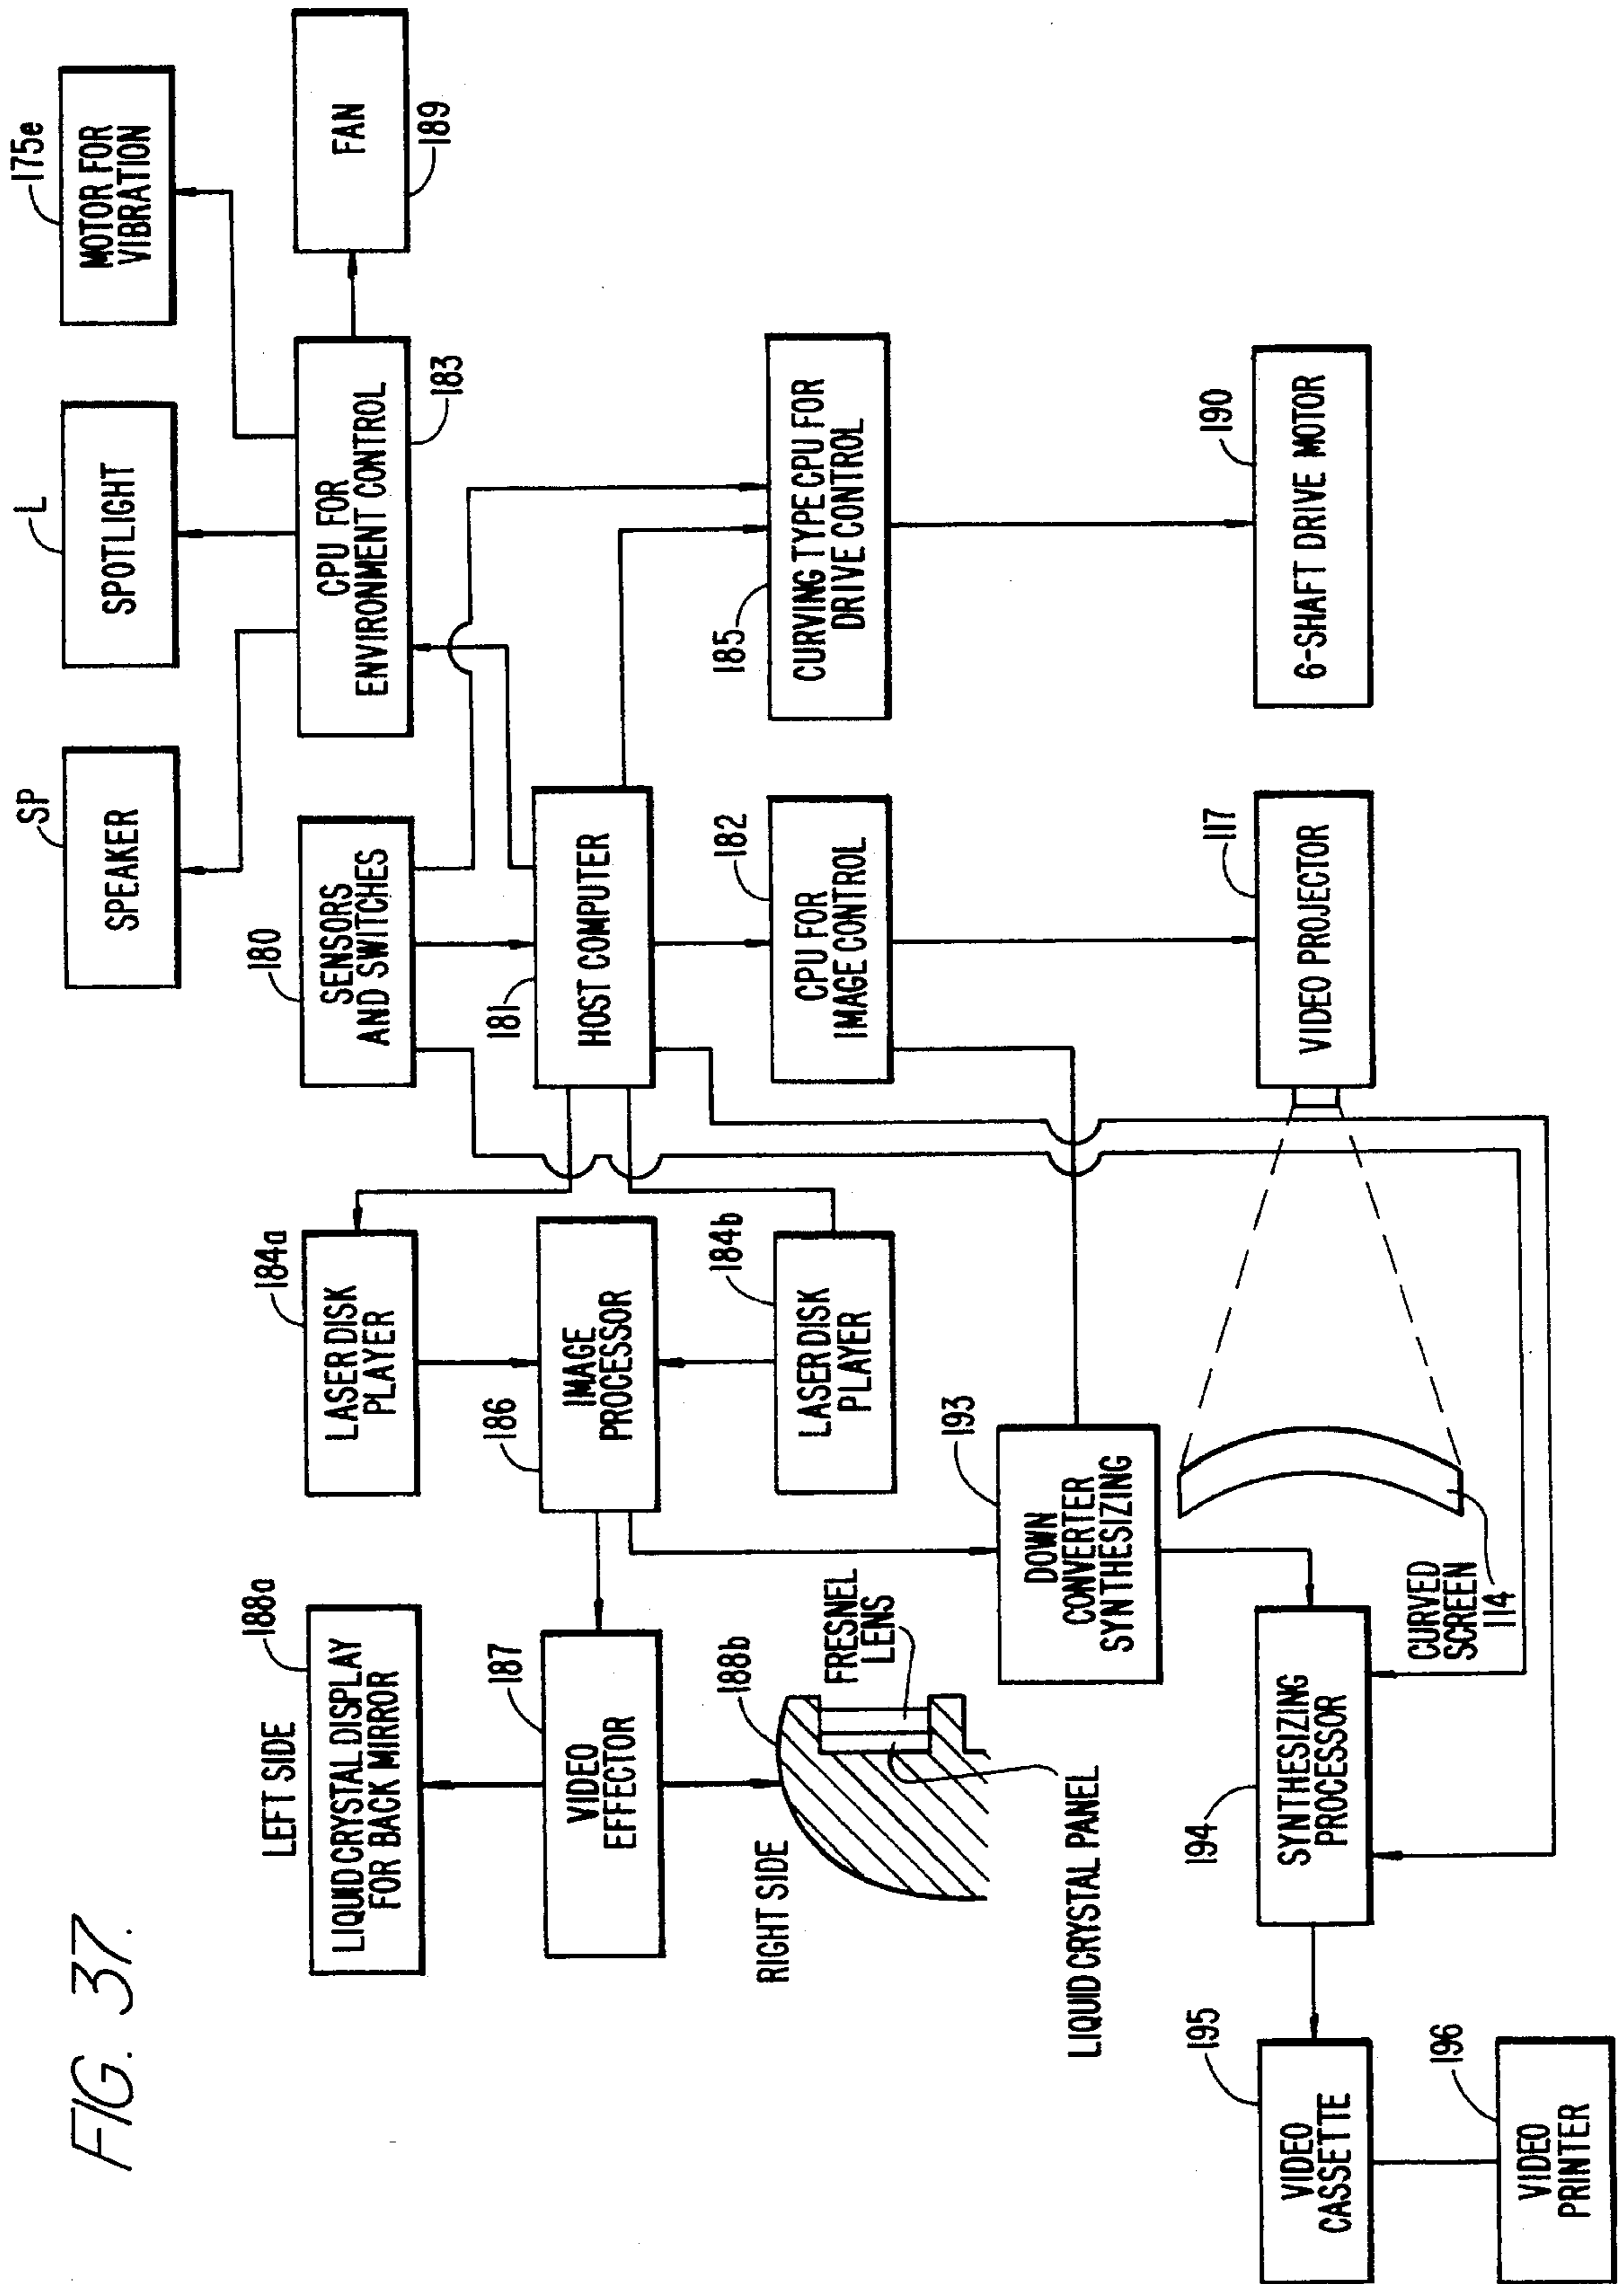 FIG. 37.
LEFT SIDE
188a
LIQUID CRYSTAL DISPLAY
FOR BACK MIRROR
187
VIDEO
EFFECTOR
188b
RIGHT SIDE
FRESNEL
LENS
LIQUID CRYSTAL PANEL
184a
LASER DISK
PLAYER
186
IMAGE
PROCESSOR
184b
LASER DISK
PLAYER
193
DOWN
CONVERTER
SYNTHESIZING
CURVED
SCREEN
114
194
SYNTHESIZING
PROCESSOR
195
VIDEO
CASSETTE
196
VIDEO
PRINTER
SP
SPEAKER
L
SPOTLIGHT
175e
MOTOR FOR
VIBRATION
180
SENSORS
AND SWITCHES
CPU FOR
ENVIRONMENT CONTROL
183
FAN
189
181
HOST COMPUTER
182
CPU FOR
IMAGE CONTROL
185
CURVING TYPE CPU FOR
DRIVE CONTROL
117
VIDEO PROJECTOR
190
6-SHAFT DRIVE MOTOR